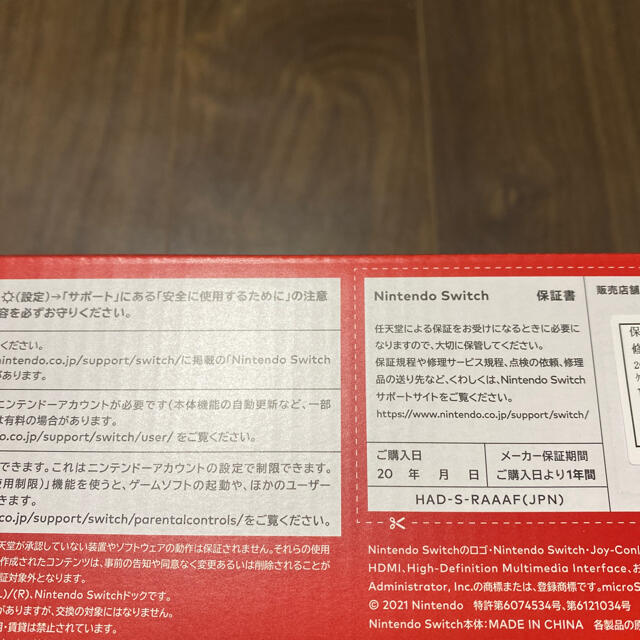 (設定)→「サポート」にある「安全に使用するために」の注意
容を必ずお守りください。
ください。
nintendo.co.jp/support/switch/に掲載の「Nintendo Switch
があります。
ニンテンドーアカウントが必要です(本体機能の自動更新など、一部
は有料の場合があります。
o.co.jp/support/switch/user/ をご覧ください。
できます。これはニンテンドーアカウントの設定で制限できます。
使用制限)」機能を使うと、ゲームソフトの起動や、ほかのユーザー
きます。
co.jp/support/switch/parentalcontrols/をご覧ください。
天堂が承認していない装置やソフトウェアの動作は保証されません。それらの使用
作成されたコンテンツは、事前の告知や同意なく変更あるいは削除されることが
証対象外となります。
L)/(R)、Nintendo Switchドック です。
がありますが、交換の対象にはなりません。
用・賃貸は禁止されています。
Nintendo Switch 保証書
任天堂による保証をお受けになるときに必要に
なりますので、大切に保管してください。
保証規程や修理サービス規程、点検の依頼、修理
品の送り先など、くわしくは、Nintendo Switch
サポートサイトをご覧ください。
https://www.nintendo.co.jp/support/switch/
ご購入日 メーカー保証期間
20 年 月 日 ご購入日より1年間
HAD-S-RAAAF(JPN)
販売店舗
保
修
Nintendo Switchのロゴ・Nintendo Switch・Joy-Con
HDMI、High-Definition Multimedia Interface、お
Administrator, Inc.の商標または、登録商標です。microS
© 2021 Nintendo 特許第6074534号、第6121034号
Nintendo Switch本体:MADE IN CHINA 各製品の原